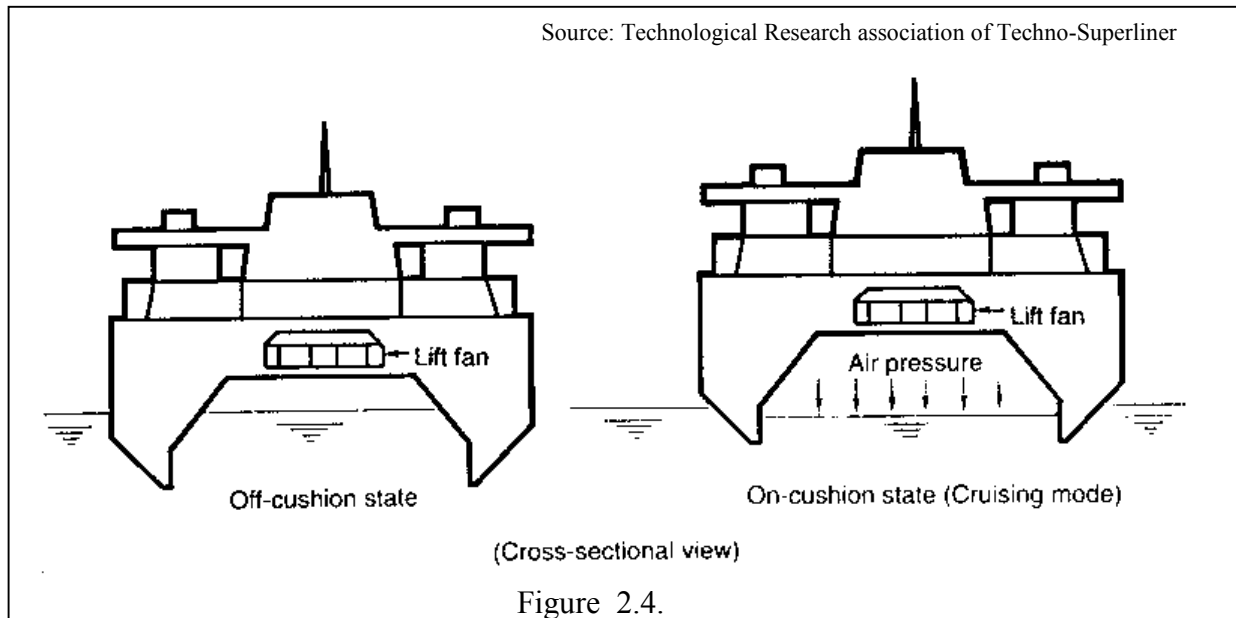 Source: Technological Research association of Techno-Superliner
Lift fan
Off-cushion state
Lift fan
Air pressure
On-cushion state (Cruising mode)
(Cross-sectional view)
Figure 2.4.